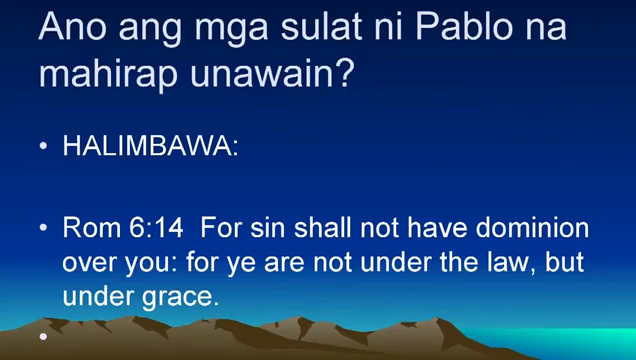 Ano ang mga sulat ni Pablo na
mahirap unawain?
• HALIMBAWA:
• Rom 6:14  For sin shall not have dominion
over you: for ye are not under the law, but
under grace.
•